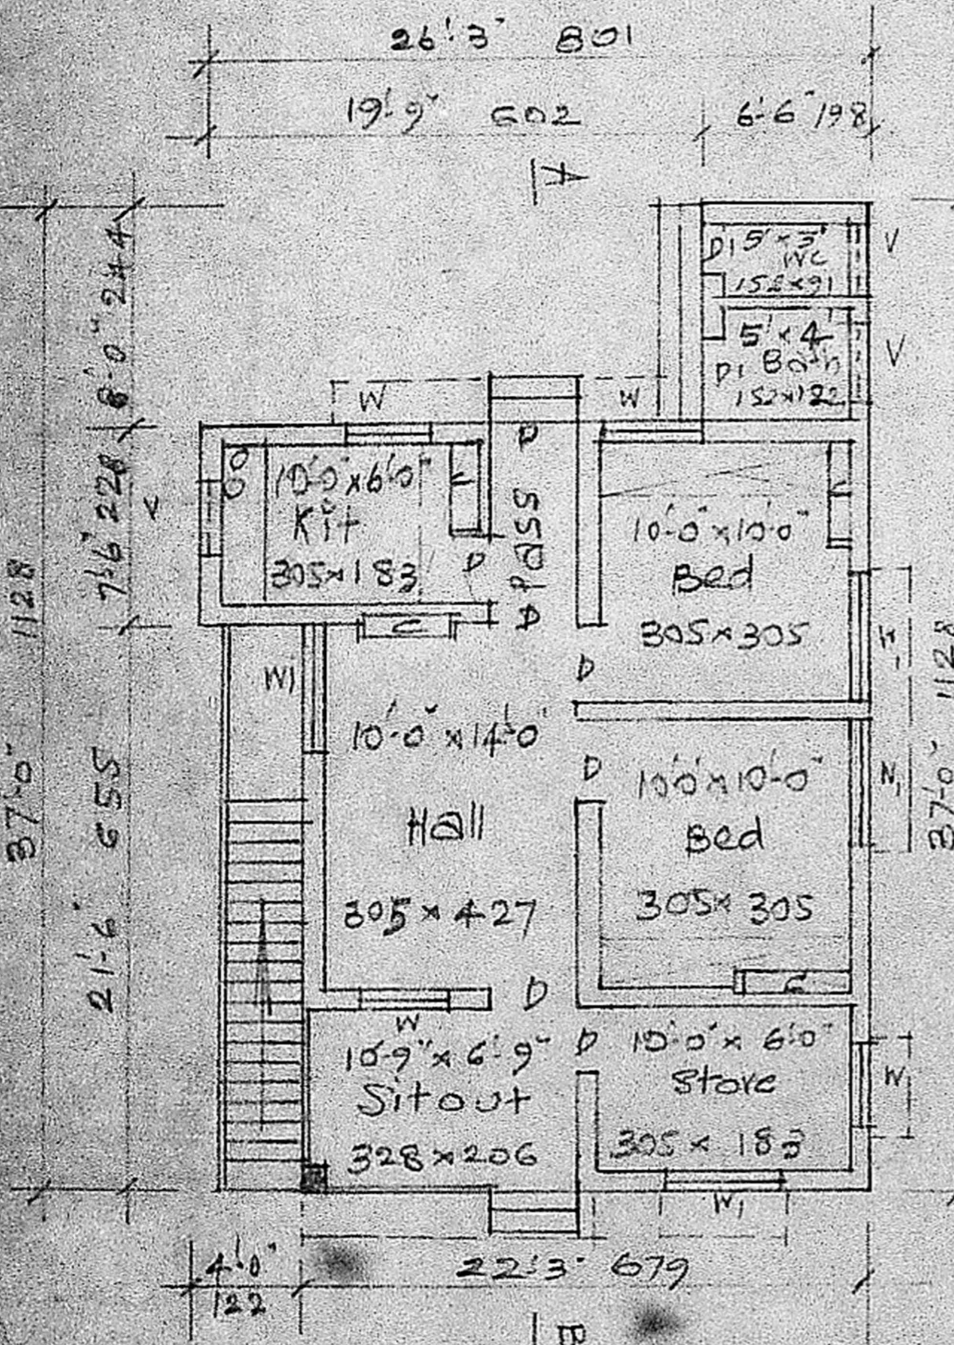 26'-3" 801
19'-9" 602
6'-6" 198
A
D1 5' x 3'
WC
152 x 91
V
5' x 4'
D1 Bath
152 x 122
V
8'-0" 244
W
W
D
10'-0" x 6'-0"
Kit
305 x 183
C
D
Pass
D
10'-0" x 10'-0"
Bed
305 x 305
7'-6" 228
37'-0" 1128
W1
C
D
10'-0" x 14'-0"
Hall
305 x 427
D
10'-0" x 10'-0"
Bed
305 x 305
37'-0" 1128
21'-6" 655
C
D
W
10'-9" x 6'-9"
Sitout
328 x 206
D
10'-0" x 6'-0"
Store
305 x 183
W1
W1
4'-0"
122
22'-3" 679
B